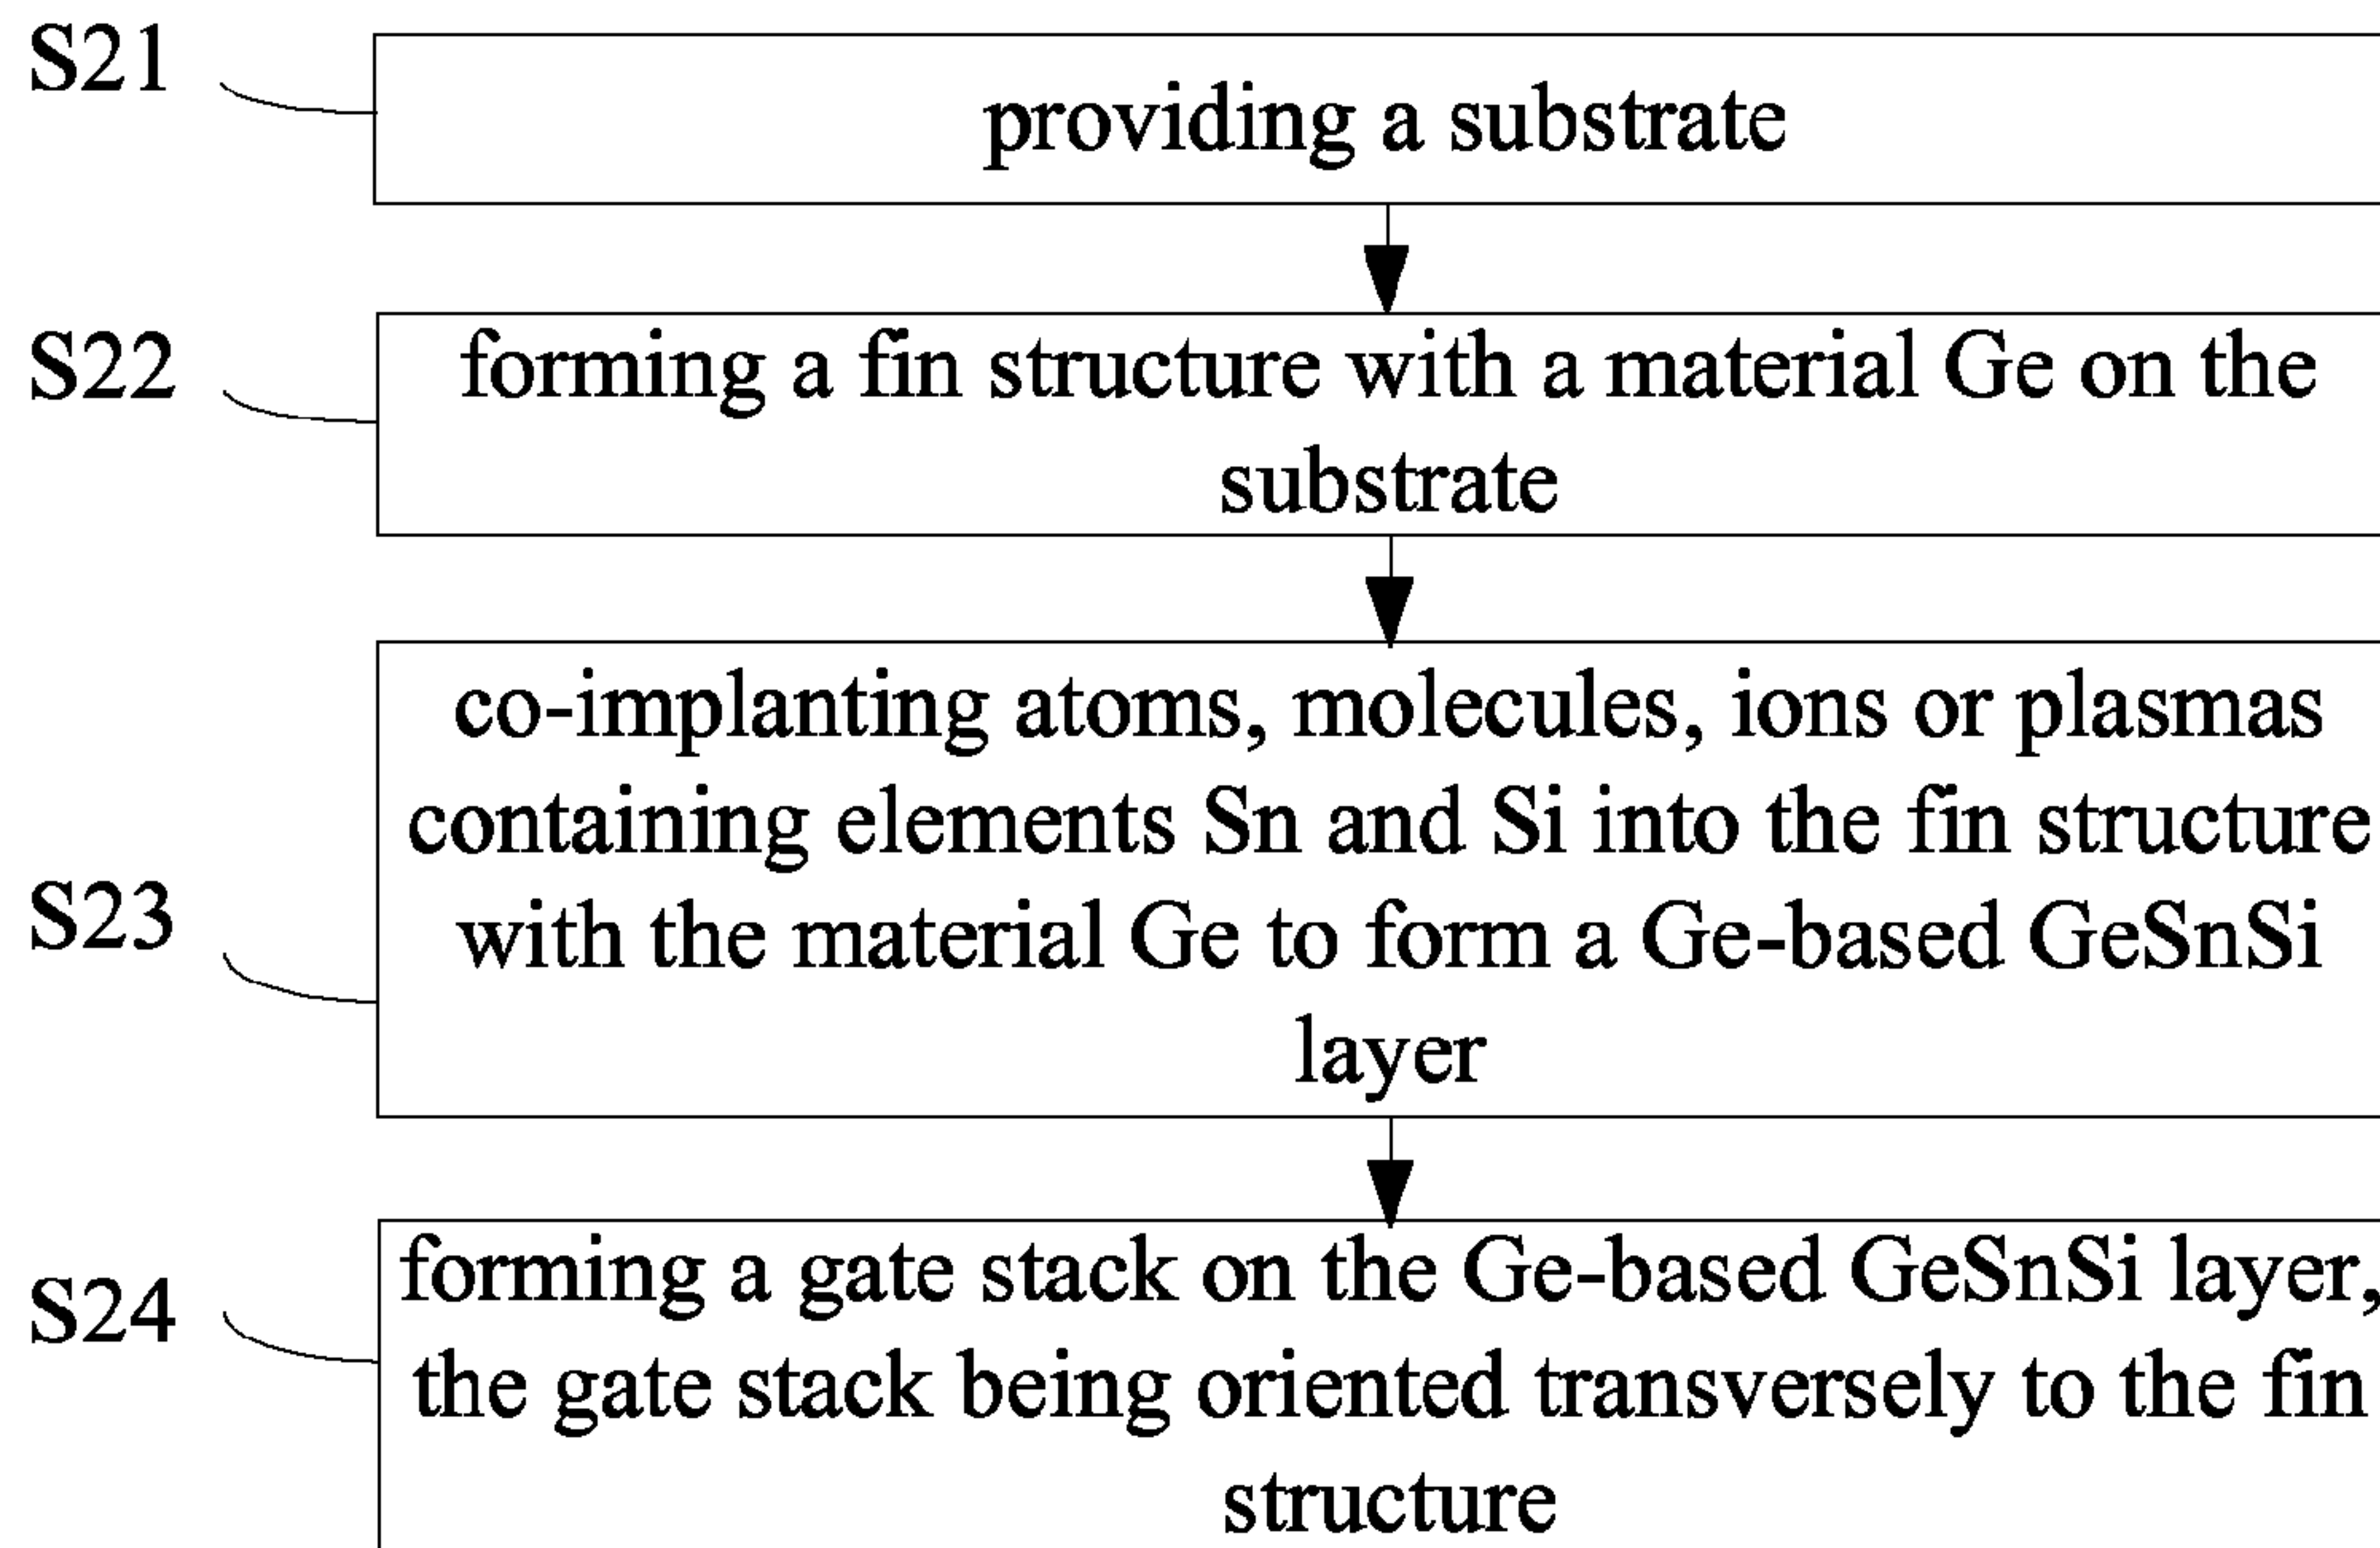 S21
providing a substrate
S22
forming a fin structure with a material Ge on the
substrate
S23
co-implanting atoms, molecules, ions or plasmas
containing elements Sn and Si into the fin structure
with the material Ge to form a Ge-based GeSnSi
layer
S24
forming a gate stack on the Ge-based GeSnSi layer,
the gate stack being oriented transversely to the fin
structure